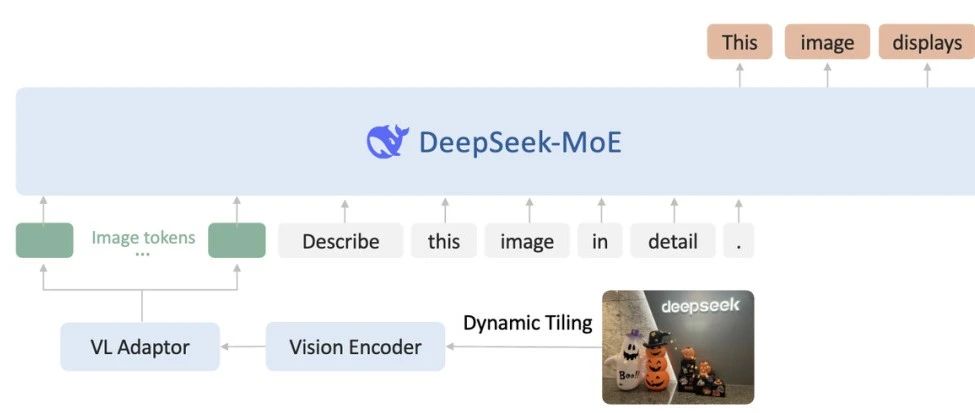 This image displays
DeepSeek-MoE
Image tokens
...
Describe this image in detail .
Dynamic Tiling
VL Adaptor
Vision Encoder
deepseek
Boo!!